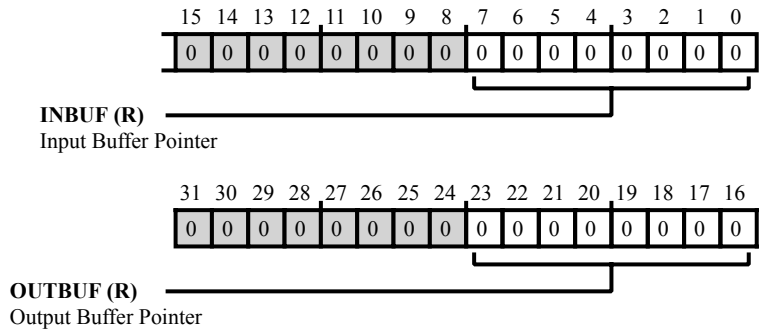 15 14 13 12 11 10 9 8 7 6 5 4 3 2 1 0
0 0 0 0 0 0 0 0 0 0 0 0 0 0 0 0
INBUF (R)
Input Buffer Pointer
31 30 29 28 27 26 25 24 23 22 21 20 19 18 17 16
0 0 0 0 0 0 0 0 0 0 0 0 0 0 0 0
OUTBUF (R)
Output Buffer Pointer